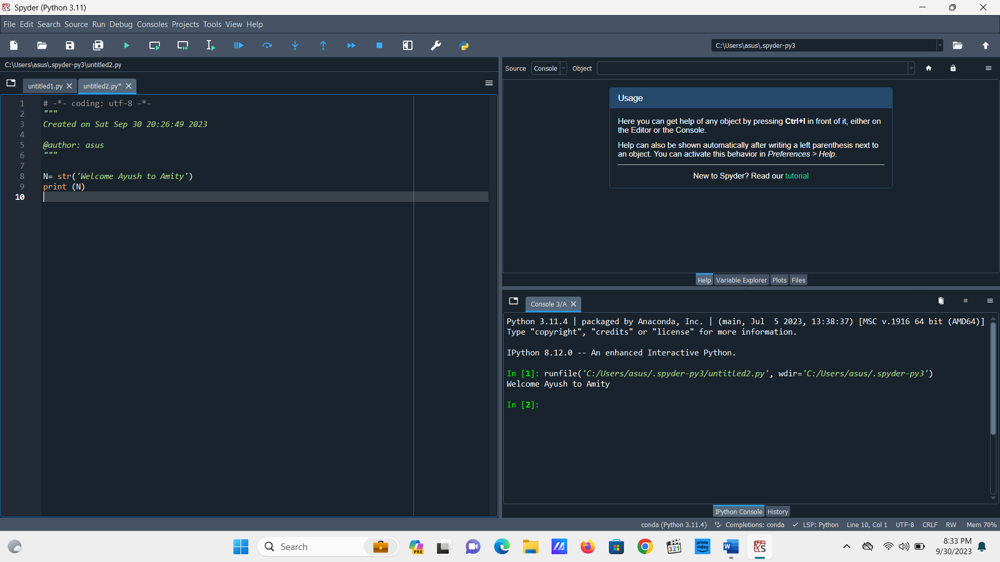 Spyder (Python 3.11)
File Edit Search Source Run Debug Consoles Projects Tools View Help
C:\Users\asus\.spyder-py3
C:\Users\asus\.spyder-py3\untitled2.py
untitled1.py untitled2.py*
1 # -*- coding: utf-8 -*-
2 """
3 Created on Sat Sep 30 20:26:49 2023
4
5 @author: asus
6 """
7
8 N= str('Welcome Ayush to Amity')
9 print (N)
10
Source Console Object
Usage
Here you can get help of any object by pressing Ctrl+I in front of it, either on
the Editor or the Console.
Help can also be shown automatically after writing a left parenthesis next to
an object. You can activate this behavior in Preferences > Help.
New to Spyder? Read our tutorial
Help Variable Explorer Plots Files
Console 3/A
Python 3.11.4 | packaged by Anaconda, Inc. | (main, Jul  5 2023, 13:38:37) [MSC v.1916 64 bit (AMD64)]
Type "copyright", "credits" or "license" for more information.
IPython 8.12.0 -- An enhanced Interactive Python.
In [1]: runfile('C:/Users/asus/.spyder-py3/untitled2.py', wdir='C:/Users/asus/.spyder-py3')
Welcome Ayush to Amity
In [2]:
IPython Console History
conda (Python 3.11.4) Completions: conda LSP: Python Line 10, Col 1 UTF-8 CRLF RW Mem 70%
Search
PRE
321
prime video
W
8:33 PM
9/30/2023